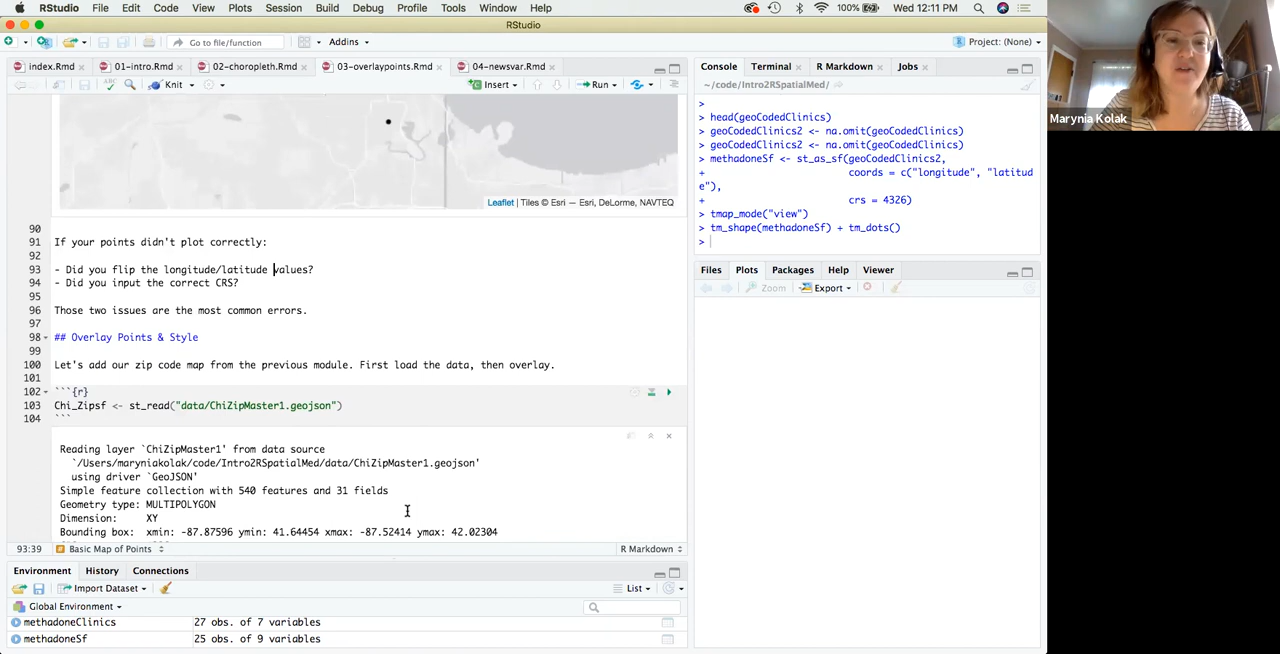 RStudio File Edit Code View Plots Session Build Debug Profile Tools Window Help 100% Wed 12:11 PM
RStudio
Go to file/function Addins Project: (None)
index.Rmd 01-intro.Rmd 02-choropleth.Rmd 03-overlaypoints.Rmd 04-newsvar.Rmd
Knit Insert Run
Leaflet | Tiles © Esri — Esri, DeLorme, NAVTEQ
90
91 If your points didn't plot correctly:
92
93 - Did you flip the longitude/latitude values?
94 - Did you input the correct CRS?
95
96 Those two issues are the most common errors.
97
98 ## Overlay Points & Style
99
100 Let's add our zip code map from the previous module. First load the data, then overlay.
101
102 ```{r}
103 Chi_Zipsf <- st_read("data/ChiZipMaster1.geojson")
104 ```
Reading layer `ChiZipMaster1' from data source
`/Users/maryniakolak/code/Intro2RSpatialMed/data/ChiZipMaster1.geojson'
using driver `GeoJSON'
Simple feature collection with 540 features and 31 fields
Geometry type: MULTIPOLYGON
Dimension: XY
Bounding box: xmin: -87.87596 ymin: 41.64454 xmax: -87.52414 ymax: 42.02304
93:39 Basic Map of Points R Markdown
Environment History Connections
Import Dataset List
Global Environment
methadoneClinics 27 obs. of 7 variables
methadoneSf 25 obs. of 9 variables
Console Terminal R Markdown Jobs
~/code/Intro2RSpatialMed/
>
> head(geoCodedClinics)
> geoCodedClinics2 <- na.omit(geoCodedClinics)
> geoCodedClinics2 <- na.omit(geoCodedClinics)
> methadoneSf <- st_as_sf(geoCodedClinics2,
+ coords = c("longitude", "latitud
e"),
+ crs = 4326)
> tmap_mode("view")
> tm_shape(methadoneSf) + tm_dots()
>
Files Plots Packages Help Viewer
Zoom Export
Marynia Kolak